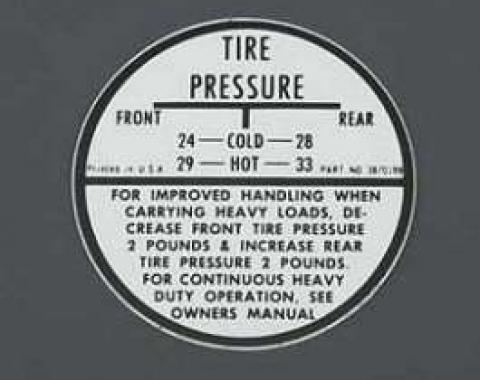 TIRE
PRESSURE
FRONT REAR
24 — COLD — 28
29 — HOT — 33
PRINTED IN U.S.A. PART NO.
FOR IMPROVED HANDLING WHEN
CARRYING HEAVY LOADS, DE-
CREASE FRONT TIRE PRESSURE
2 POUNDS & INCREASE REAR
TIRE PRESSURE 2 POUNDS.
FOR CONTINUOUS HEAVY
DUTY OPERATION, SEE
OWNERS MANUAL